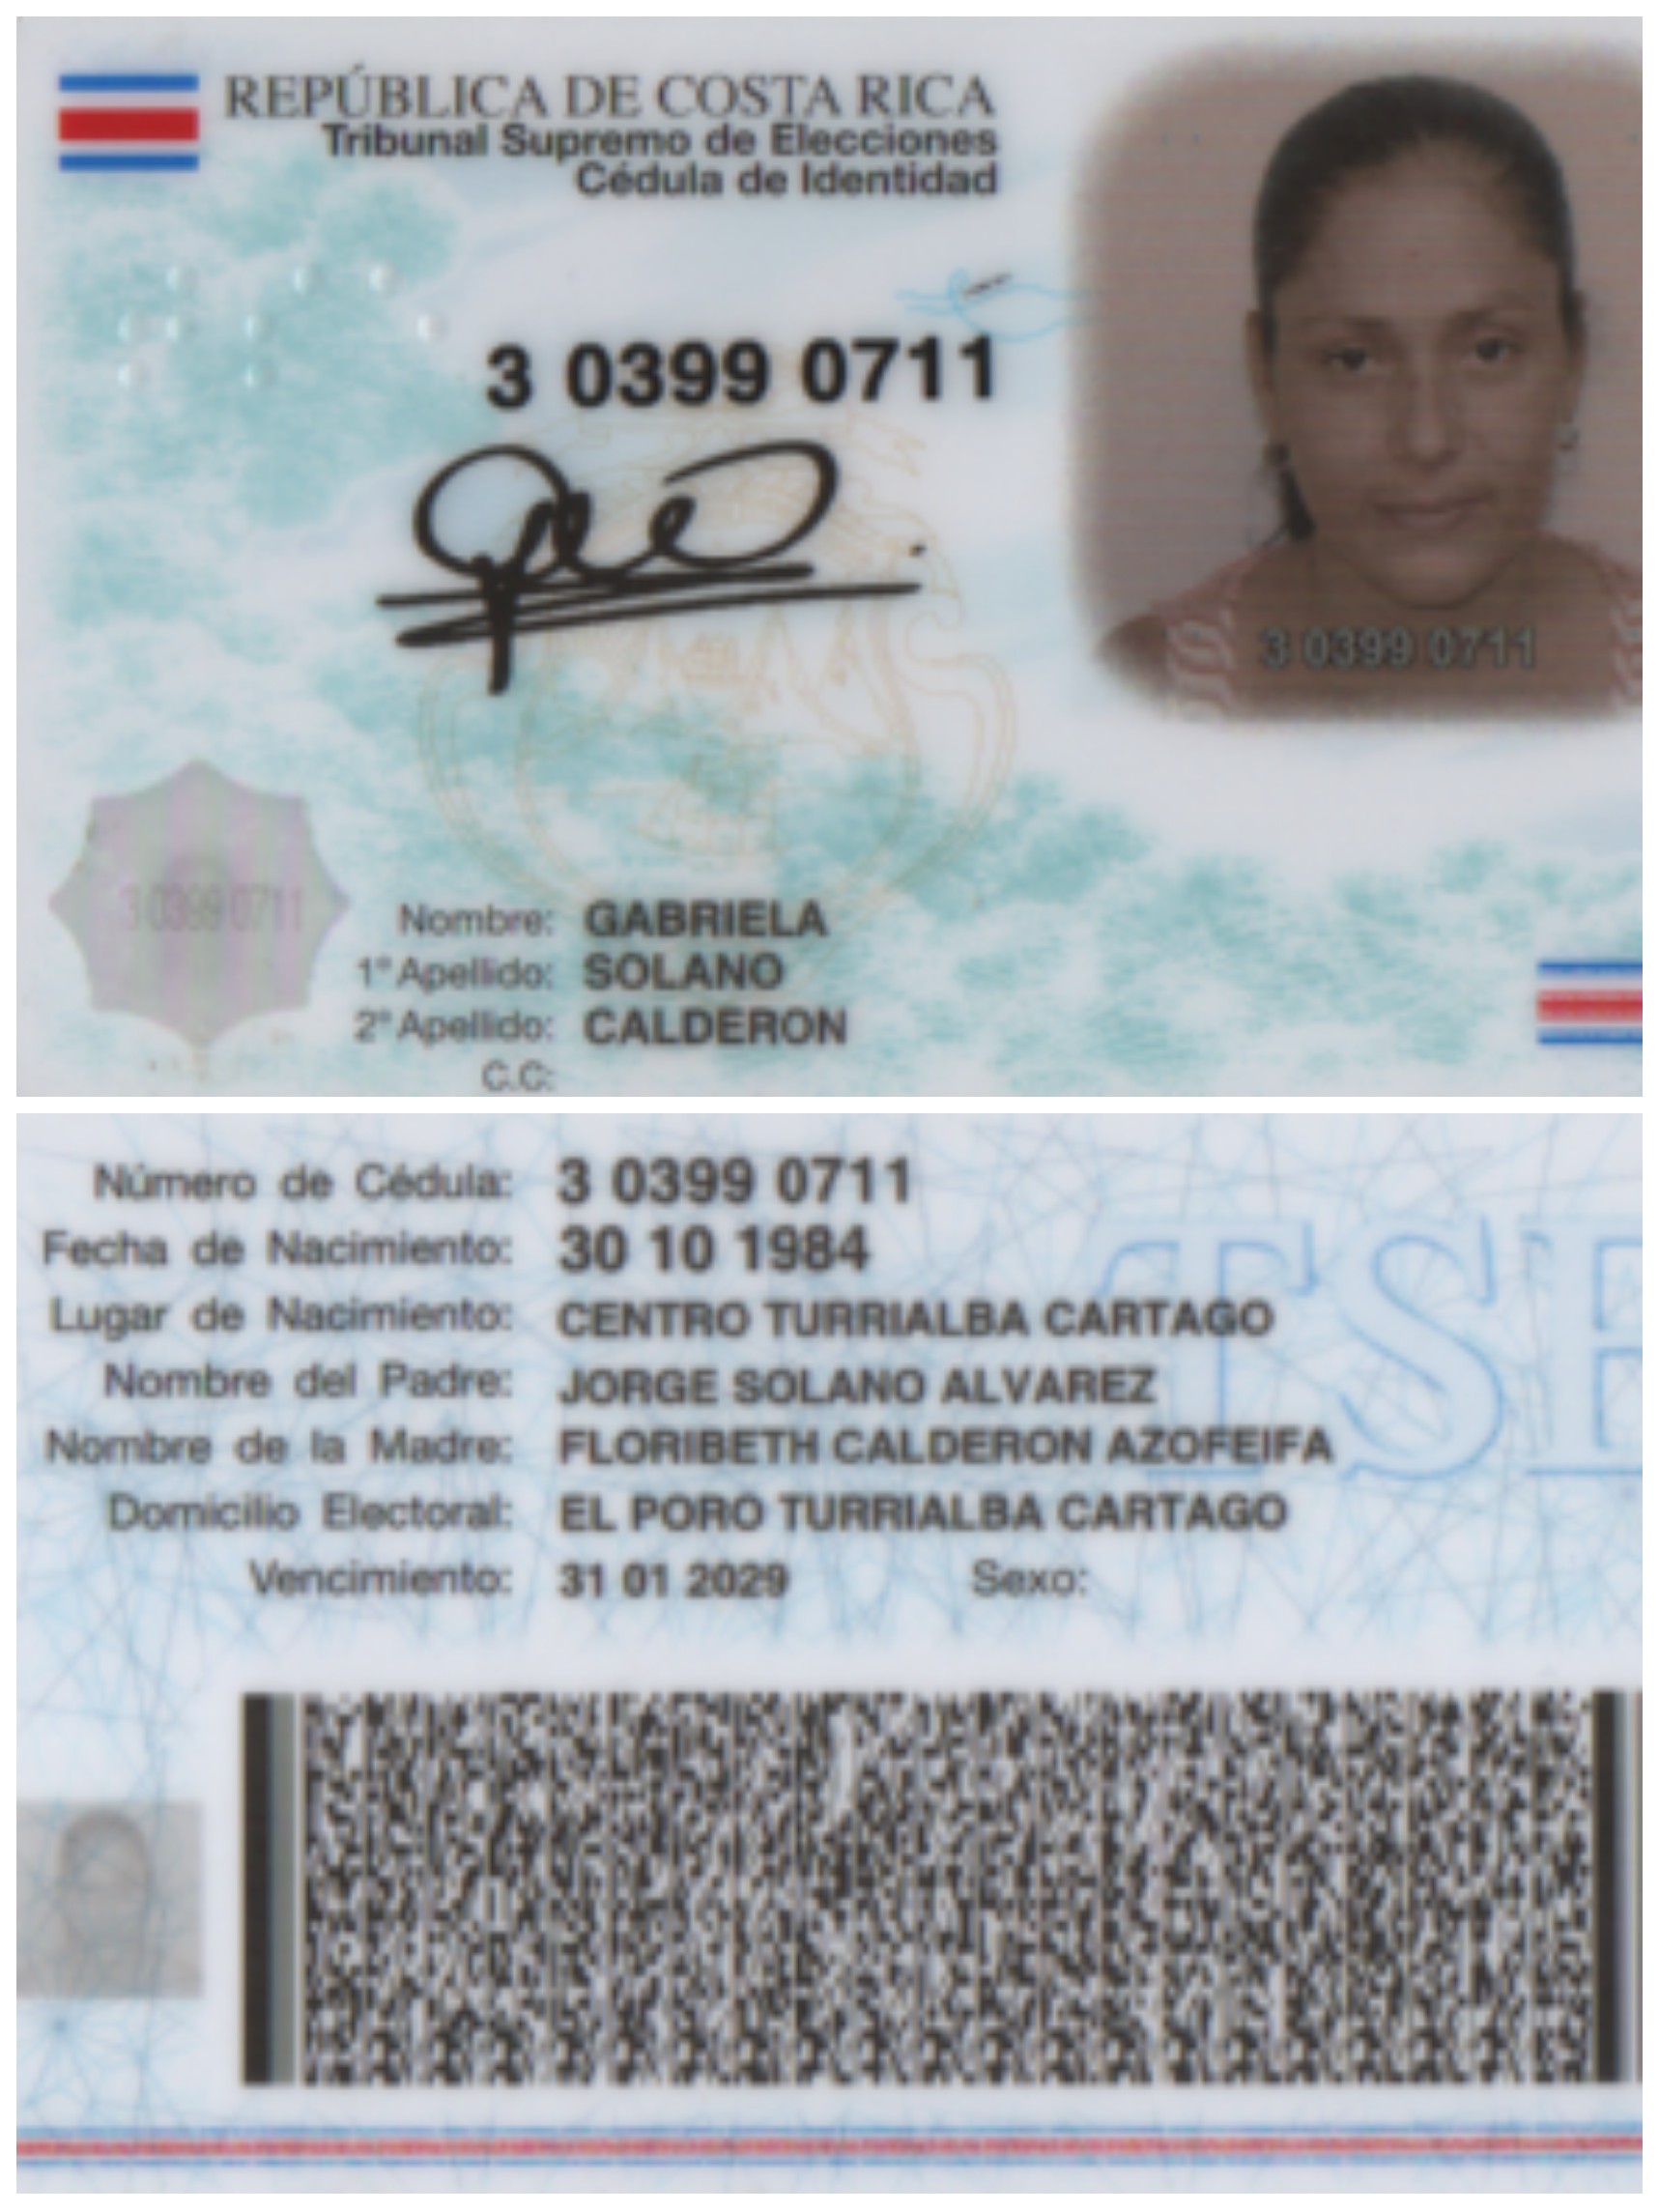 REPÚBLICA DE COSTA RICA
Tribunal Supremo de Elecciones
Cédula de Identidad
3 0399 0711
3 0399 0711
3 0399 0711
Nombre: GABRIELA
1° Apellido: SOLANO
2° Apellido: CALDERON
C.C:
Número de Cédula: 3 0399 0711
Fecha de Nacimiento: 30 10 1984
Lugar de Nacimiento: CENTRO TURRIALBA CARTAGO
Nombre del Padre: JORGE SOLANO ALVAREZ
Nombre de la Madre: FLORIBETH CALDERON AZOFEIFA
Domicilio Electoral: EL PORO TURRIALBA CARTAGO
Vencimiento: 31 01 2029 Sexo:
TSE